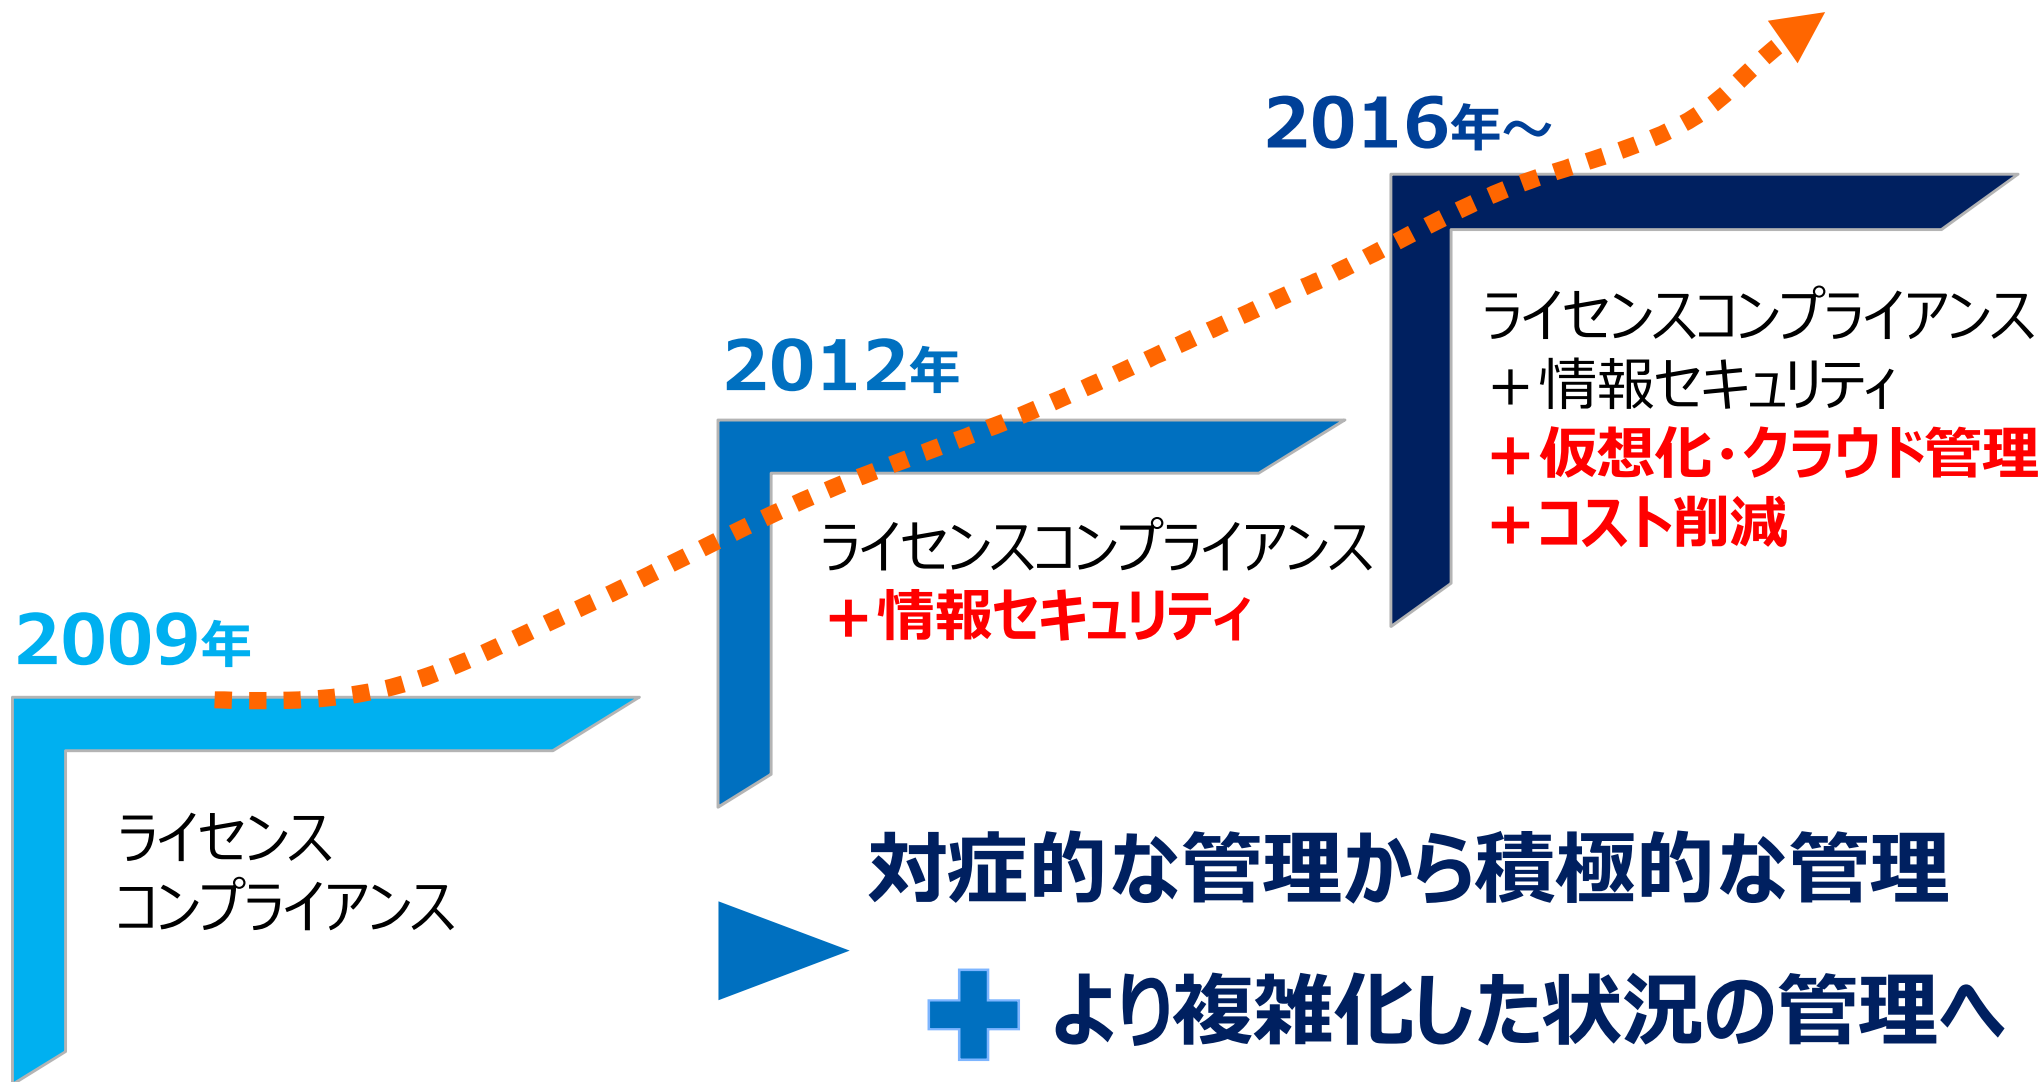 2009年
ライセンス
コンプライアンス
2012年
ライセンスコンプライアンス
+情報セキュリティ
2016年～
ライセンスコンプライアンス
+情報セキュリティ
+仮想化・クラウド管理
+コスト削減
対症的な管理から積極的な管理
より複雑化した状況の管理へ